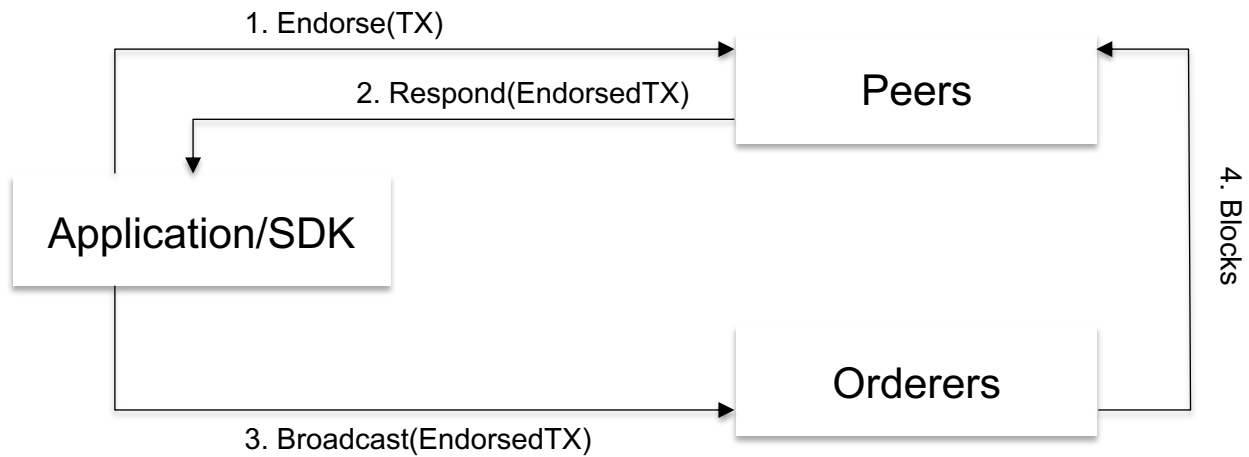 1. Endorse(TX)
2. Respond(EndorsedTX)
Peers
Application/SDK
4. Blocks
Orderers
3. Broadcast(EndorsedTX)